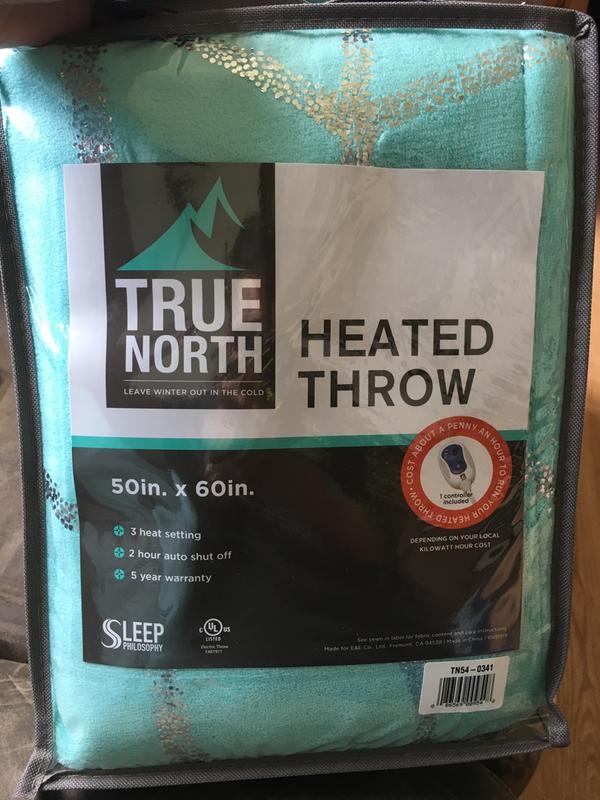 TRUE
NORTH
LEAVE WINTER OUT IN THE COLD
HEATED
THROW
• COST ABOUT A PENNY AN HOUR TO RUN YOUR HEATED THROW
1 controller
included
DEPENDING ON YOUR LOCAL
KILOWATT HOUR COST
50in. x 60in.
3 heat setting
2 hour auto shut off
5 year warranty
SLEEP
PHILOSOPHY
C UL US
LISTED
Electric Throw
See sewn in label for fabric content and care instructions
Made for E&E Co., Ltd. Fremont, CA 94538 | Made in China |
TN54-0341